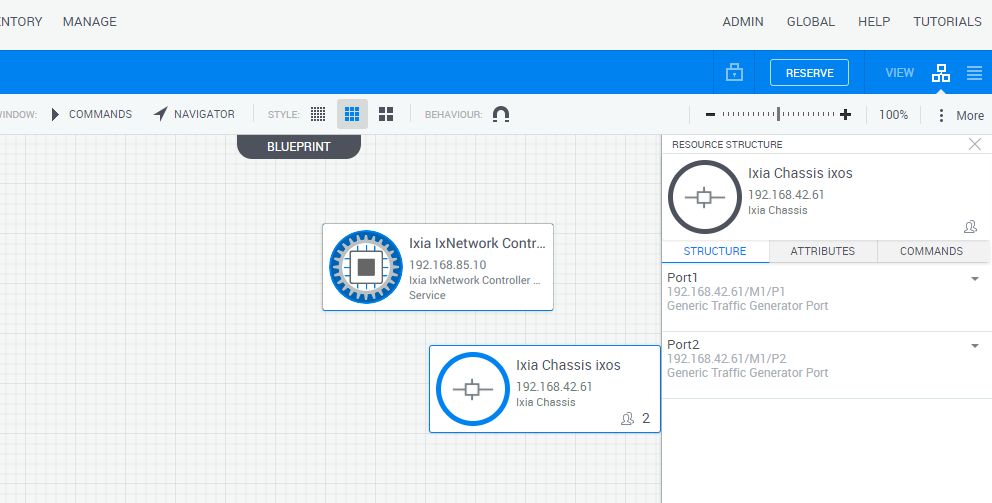 ENTORY MANAGE ADMIN GLOBAL HELP TUTORIALS
RESERVE VIEW
WINDOW: COMMANDS NAVIGATOR STYLE: BEHAVIOUR: 100% More
BLUEPRINT
Ixia IxNetwork Contr...
192.168.85.10
Ixia IxNetwork Controller ...
Service
Ixia Chassis ixos
192.168.42.61
Ixia Chassis
2
RESOURCE STRUCTURE
Ixia Chassis ixos
192.168.42.61
Ixia Chassis
STRUCTURE ATTRIBUTES COMMANDS
Port1
192.168.42.61/M1/P1
Generic Traffic Generator Port
Port2
192.168.42.61/M1/P2
Generic Traffic Generator Port